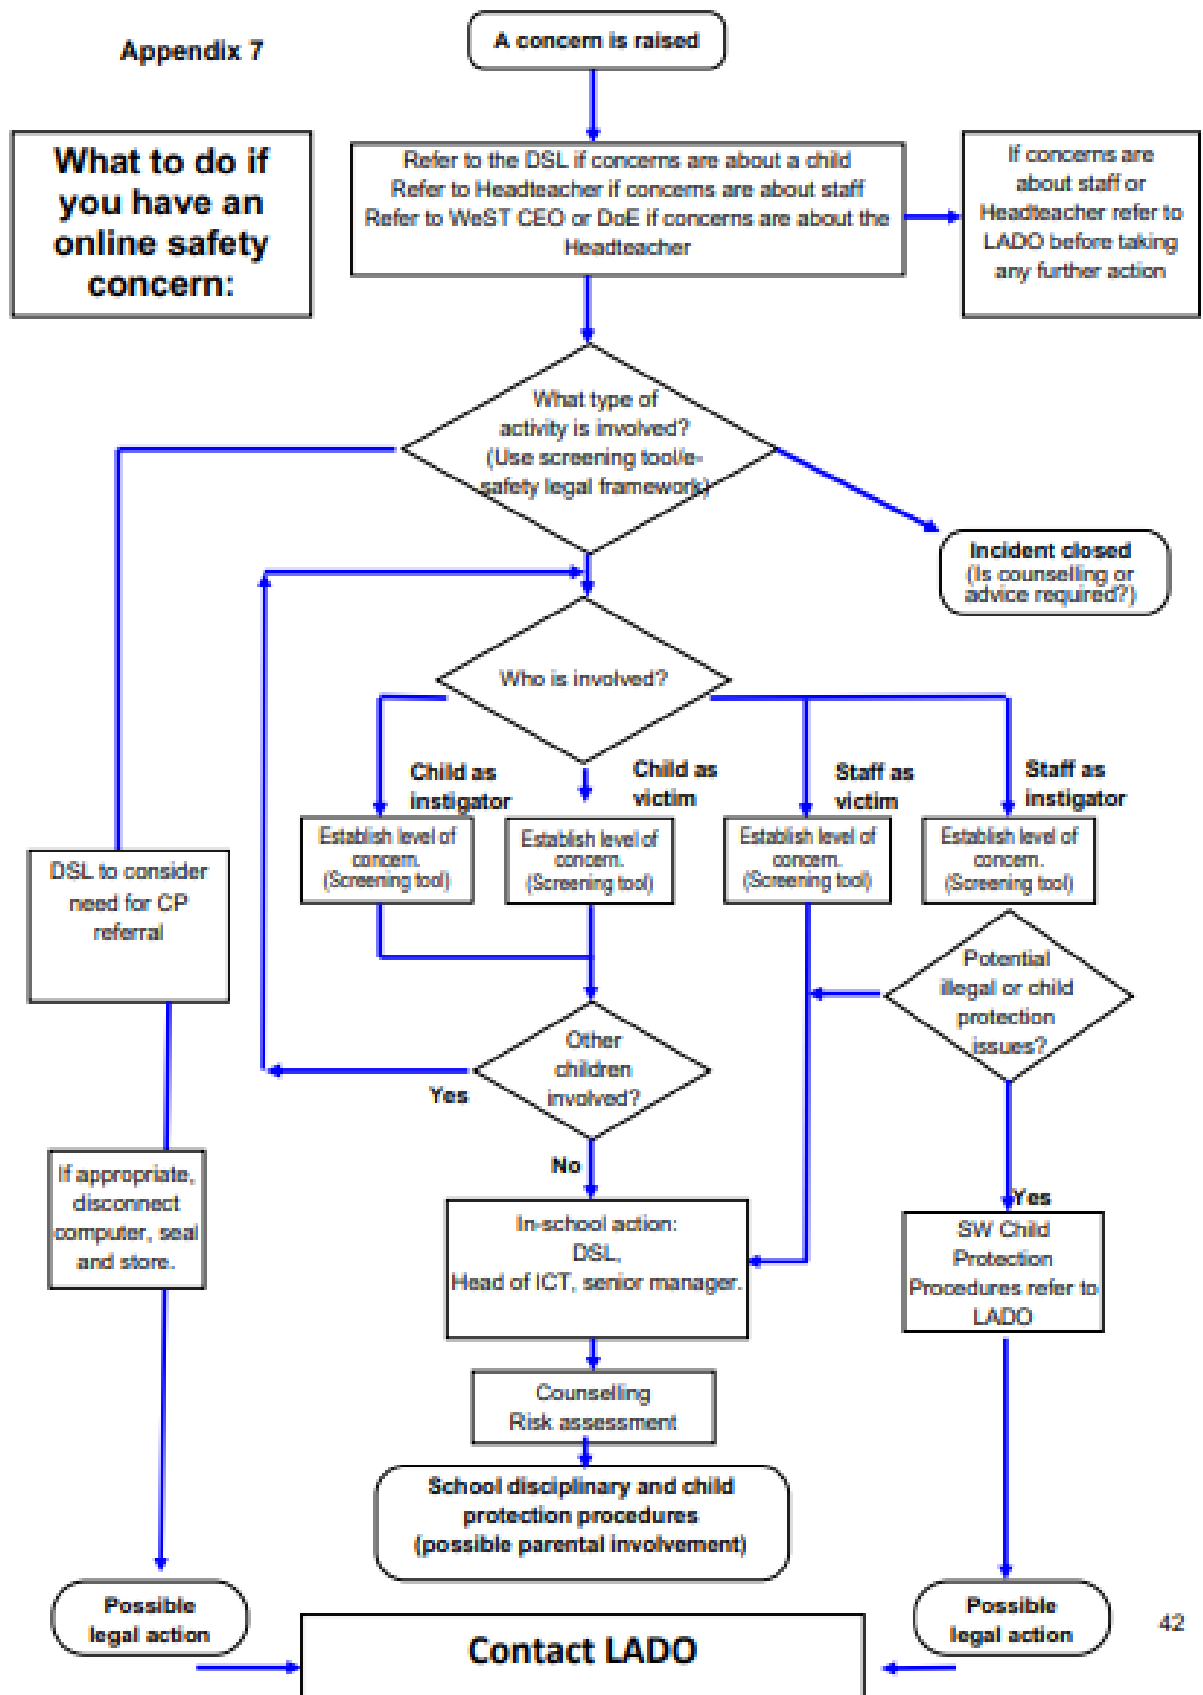 Appendix 7
A concern is raised
What to do if
you have an
online safety
concern:
Refer to the DSL if concerns are about a child
Refer to Headteacher if concerns are about staff
Refer to WeST CEO or DoE if concerns are about the
Headteacher
If concerns are
about staff or
Headteacher refer to
LADO before taking
any further action
What type of
activity is involved?
(Use screening tool/e-
safety legal framework)
Incident closed
(Is counselling or
advice required?)
Who is involved?
Child as
instigator
Child as
victim
Staff as
victim
Staff as
instigator
Establish level of
concern.
(Screening tool)
Establish level of
concern.
(Screening tool)
Establish level of
concern.
(Screening tool)
Establish level of
concern.
(Screening tool)
DSL to consider
need for CP
referral
Potential
illegal or child
protection
issues?
Other
children
involved?
Yes
No
If appropriate,
disconnect
computer, seal
and store.
In-school action:
DSL,
Head of ICT, senior manager.
Yes
SW Child
Protection
Procedures refer to
LADO
Counselling
Risk assessment
School disciplinary and child
protection procedures
(possible parental involvement)
Possible
legal action
Possible
legal action
42
Contact LADO